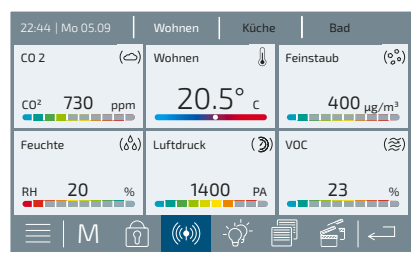 22:44 | Mo 05.09 Wohnen Küche Bad
CO 2 Wohnen Feinstaub
CO² 730 ppm 20.5° c 400 µg/m³
Feuchte Luftdruck VOC
RH 20 % 1400 PA 23 %
M